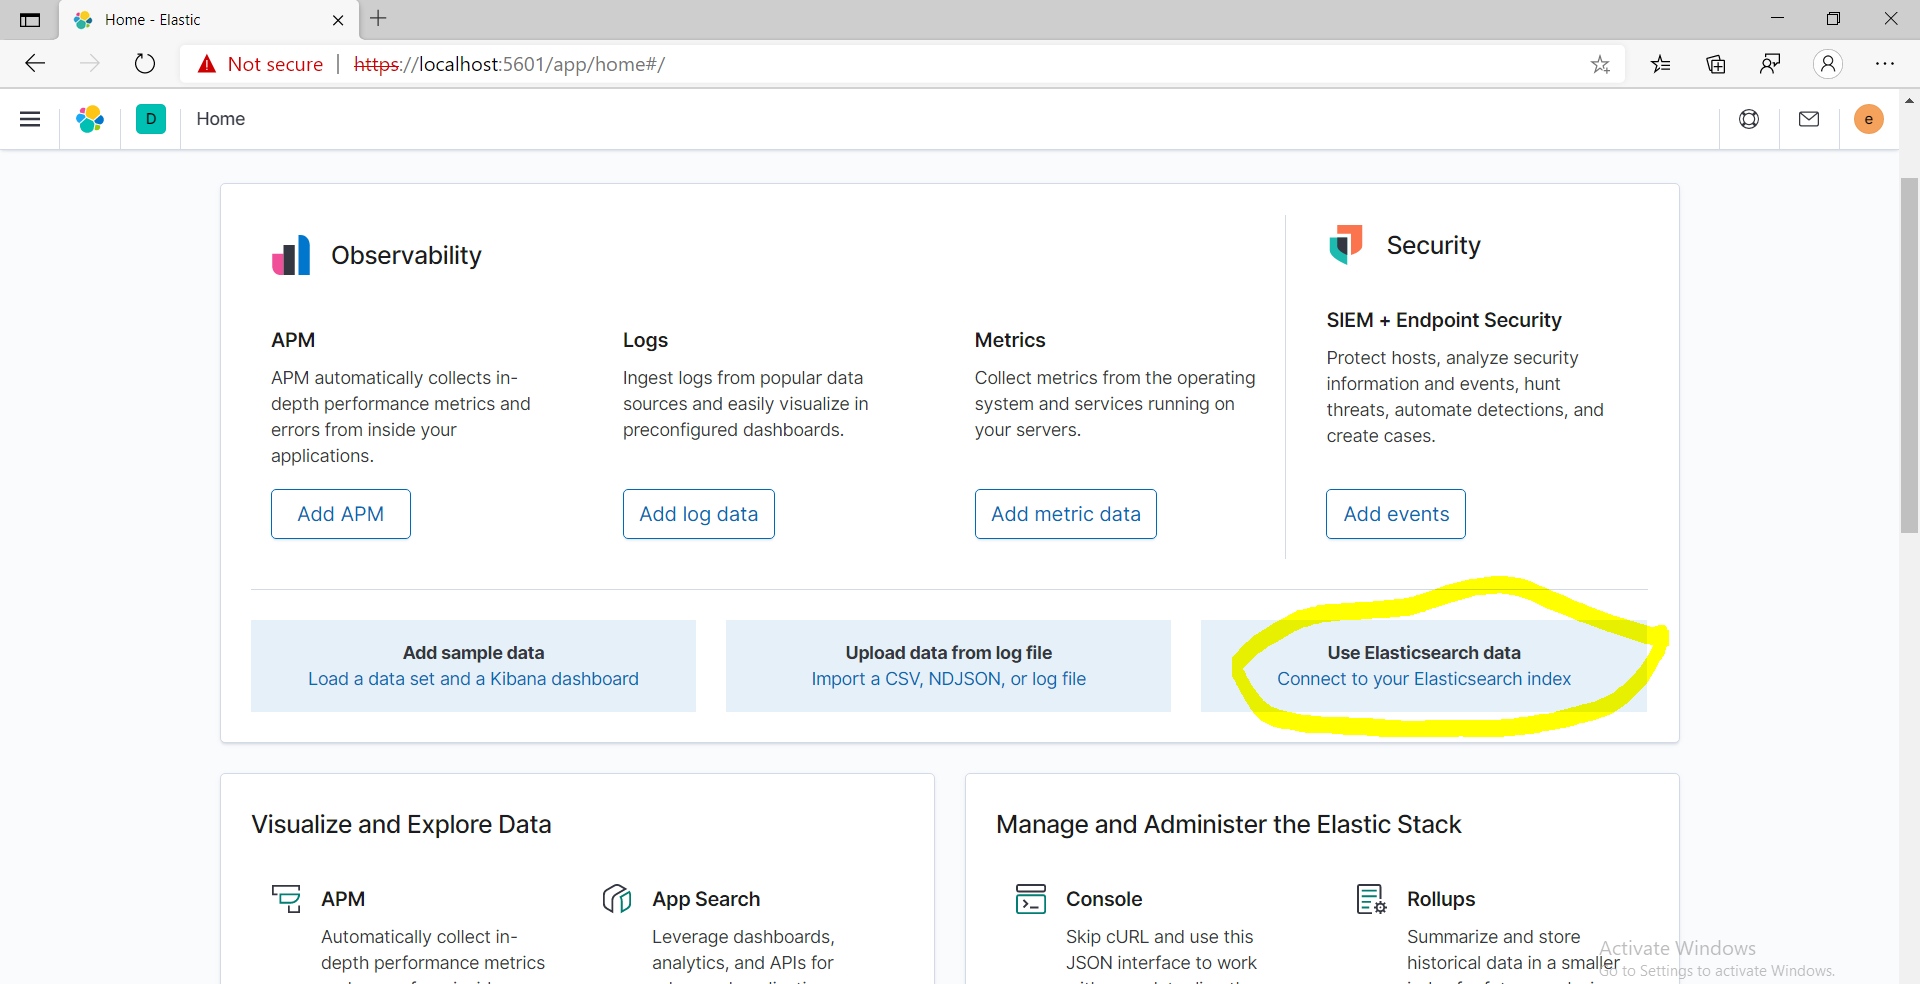 Home - Elastic
Not secure https://localhost:5601/app/home#/
D Home e
Observability
Security
APM
APM automatically collects in-
depth performance metrics and
errors from inside your
applications.
Add APM
Logs
Ingest logs from popular data
sources and easily visualize in
preconfigured dashboards.
Add log data
Metrics
Collect metrics from the operating
system and services running on
your servers.
Add metric data
SIEM + Endpoint Security
Protect hosts, analyze security
information and events, hunt
threats, automate detections, and
create cases.
Add events
Add sample data
Load a data set and a Kibana dashboard
Upload data from log file
Import a CSV, NDJSON, or log file
Use Elasticsearch data
Connect to your Elasticsearch index
Visualize and Explore Data
APM
Automatically collect in-
depth performance metrics
App Search
Leverage dashboards,
analytics, and APIs for
Manage and Administer the Elastic Stack
Console
Skip cURL and use this
JSON interface to work
Rollups
Summarize and store
historical data in a smaller
Activate Windows
Go to Settings to activate Windows.